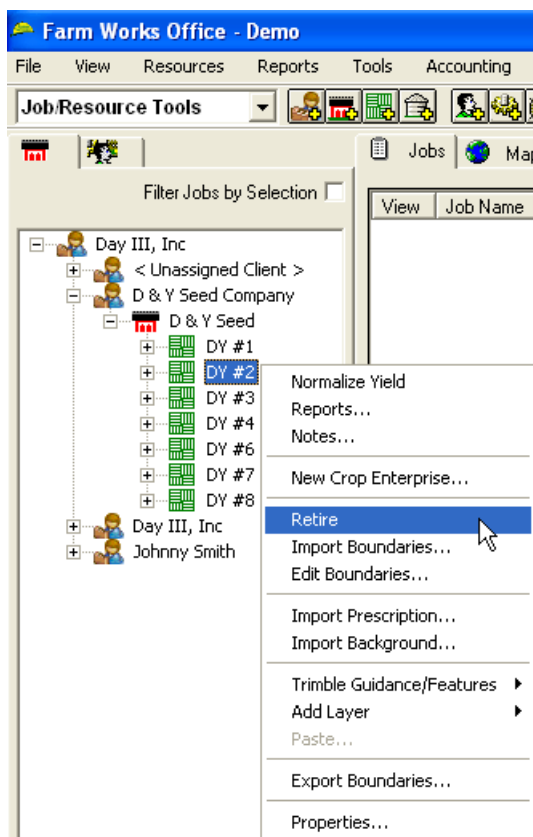 Farm Works Office - Demo
File View Resources Reports Tools Accounting
Job/Resource Tools
Jobs
Filter Jobs by Selection
View Job Name
Day III, Inc
< Unassigned Client >
D & Y Seed Company
D & Y Seed
DY #1
DY #2
DY #3
DY #4
DY #6
DY #7
DY #8
Day III, Inc
Johnny Smith
Normalize Yield
Reports...
Notes...
New Crop Enterprise...
Retire
Import Boundaries...
Edit Boundaries...
Import Prescription...
Import Background...
Trimble Guidance/Features
Add Layer
Paste...
Export Boundaries...
Properties...